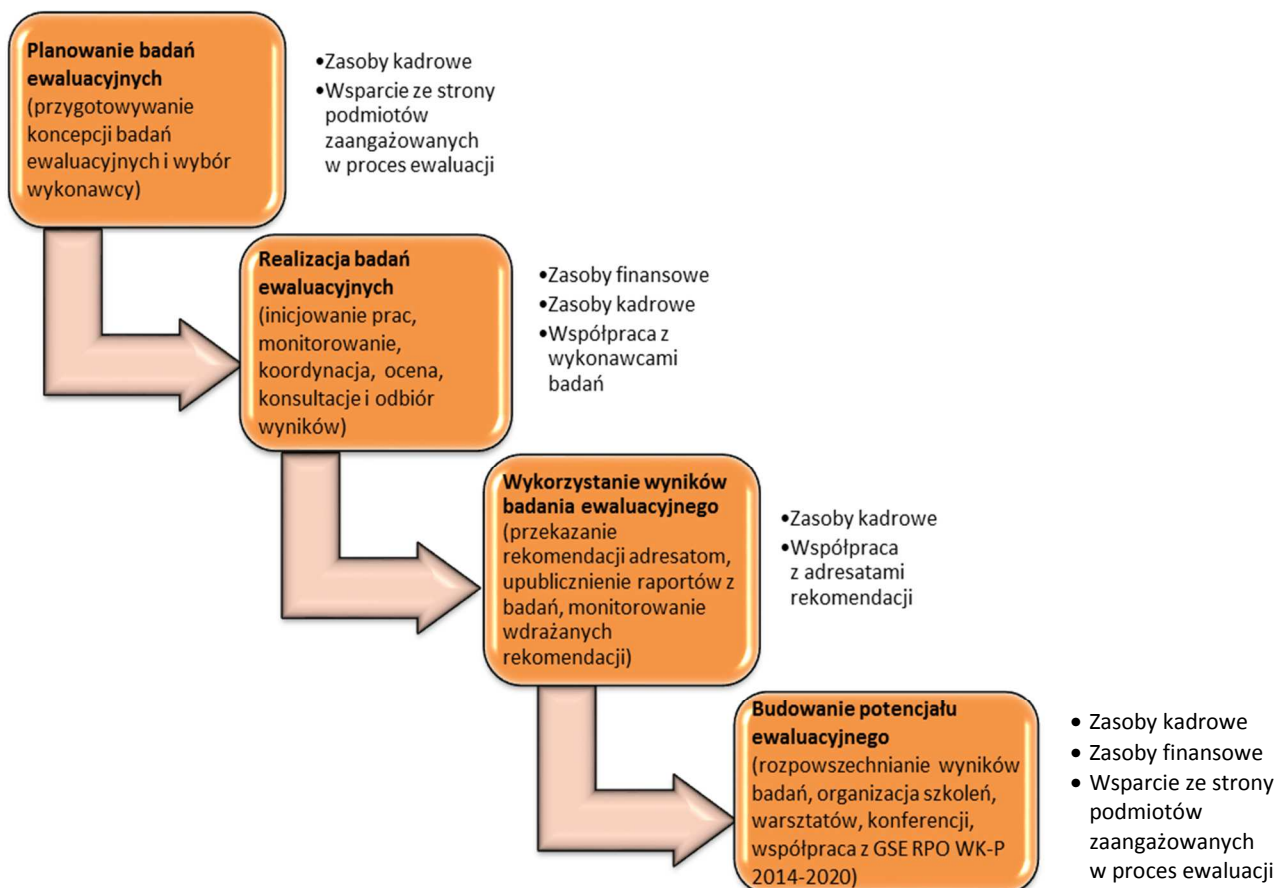 Planowanie badań
ewaluacyjnych
(przygotowywanie
koncepcji badań
ewaluacyjnych i wybór
wykonawcy)
•Zasoby kadrowe
•Wsparcie ze strony
podmiotów
zaangażowanych
w proces ewaluacji
Realizacja badań
ewaluacyjnych
(inicjowanie prac,
monitorowanie,
koordynacja, ocena,
konsultacje i odbiór
wyników)
•Zasoby finansowe
•Zasoby kadrowe
•Współpraca z
wykonawcami
badań
Wykorzystanie wyników
badania ewaluacyjnego
(przekazanie
rekomendacji adresatom,
upublicznienie raportów z
badań, monitorowanie
wdrażanych
rekomendacji)
•Zasoby kadrowe
•Współpraca
z adresatami
rekomendacji
Budowanie potencjału
ewaluacyjnego
(rozpowszechnianie wyników
badań, organizacja szkoleń,
warsztatów, konferencji,
współpraca z GSE RPO WK-P
2014-2020)
• Zasoby kadrowe
• Zasoby finansowe
• Wsparcie ze strony
podmiotów
zaangażowanych
w proces ewaluacji